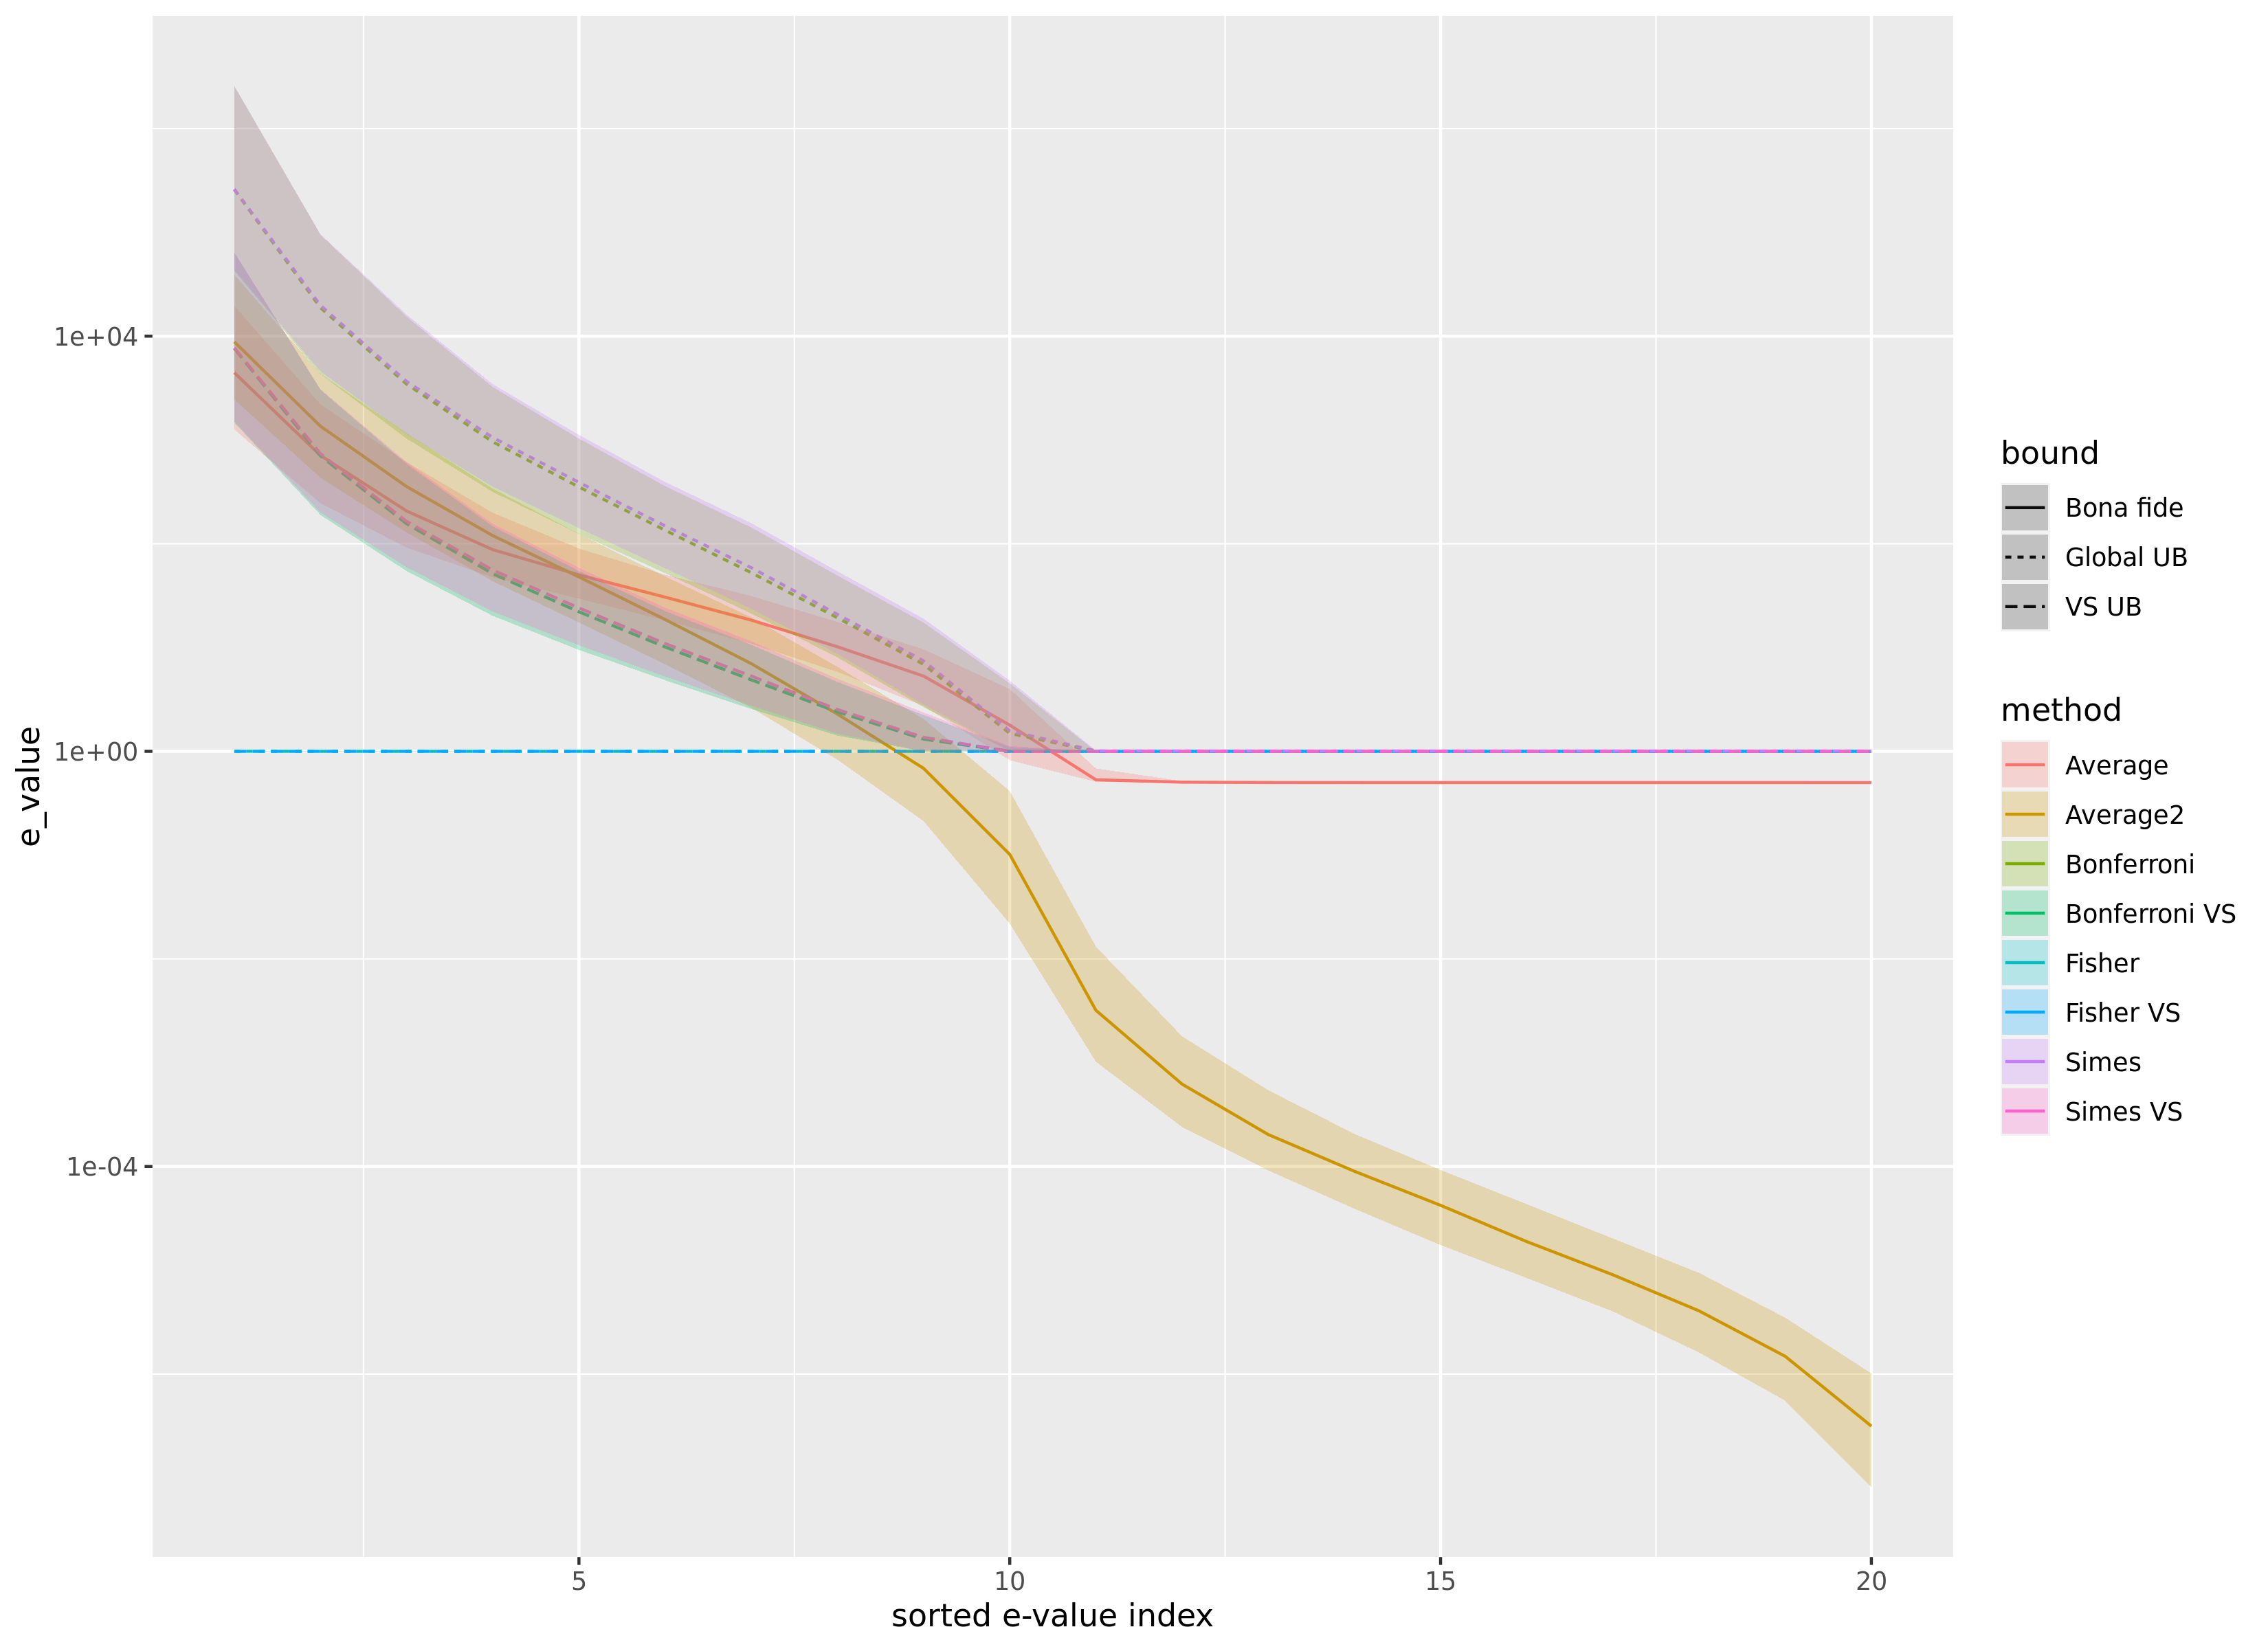 e_value
1e+04
1e+00
1e-04
5
10
15
20
sorted e-value index
bound
Bona fide
Global UB
VS UB
method
Average
Average2
Bonferroni
Bonferroni VS
Fisher
Fisher VS
Simes
Simes VS